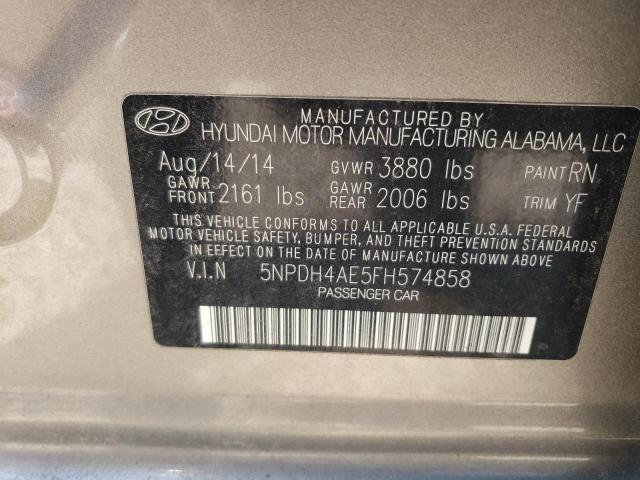 MANUFACTURED BY
HYUNDAI MOTOR MANUFACTURING ALABAMA, LLC
Aug/14/14 GVWR 3880 lbs PAINT RN
GAWR FRONT 2161 lbs GAWR REAR 2006 lbs TRIM YF
THIS VEHICLE CONFORMS TO ALL APPLICABLE U.S.A. FEDERAL
MOTOR VEHICLE SAFETY, BUMPER, AND THEFT PREVENTION STANDARDS
IN EFFECT ON THE DATE OF MANUFACTURE SHOWN ABOVE.
V.I.N 5NPDH4AE5FH574858
PASSENGER CAR